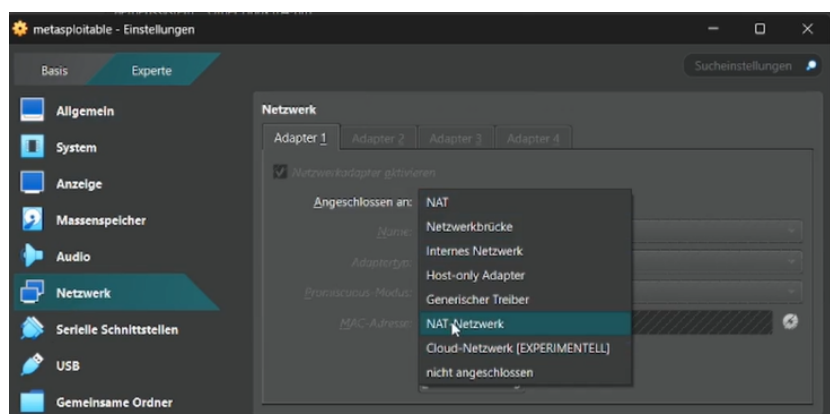 metasploitable - Einstellungen
Basis Experte Sucheinstellungen
Allgemein
System
Anzeige
Massenspeicher
Audio
Netzwerk
Serielle Schnittstellen
USB
Gemeinsame Ordner
Netzwerk
Adapter 1 Adapter 2 Adapter 3 Adapter 4
Netzwerkadapter aktivieren
Angeschlossen an:
Name:
Adaptertyp:
Promiscuous-Modus:
MAC-Adresse:
NAT
Netzwerkbrücke
Internes Netzwerk
Host-only Adapter
Generischer Treiber
NAT-Netzwerk
Cloud-Netzwerk [EXPERIMENTELL]
nicht angeschlossen